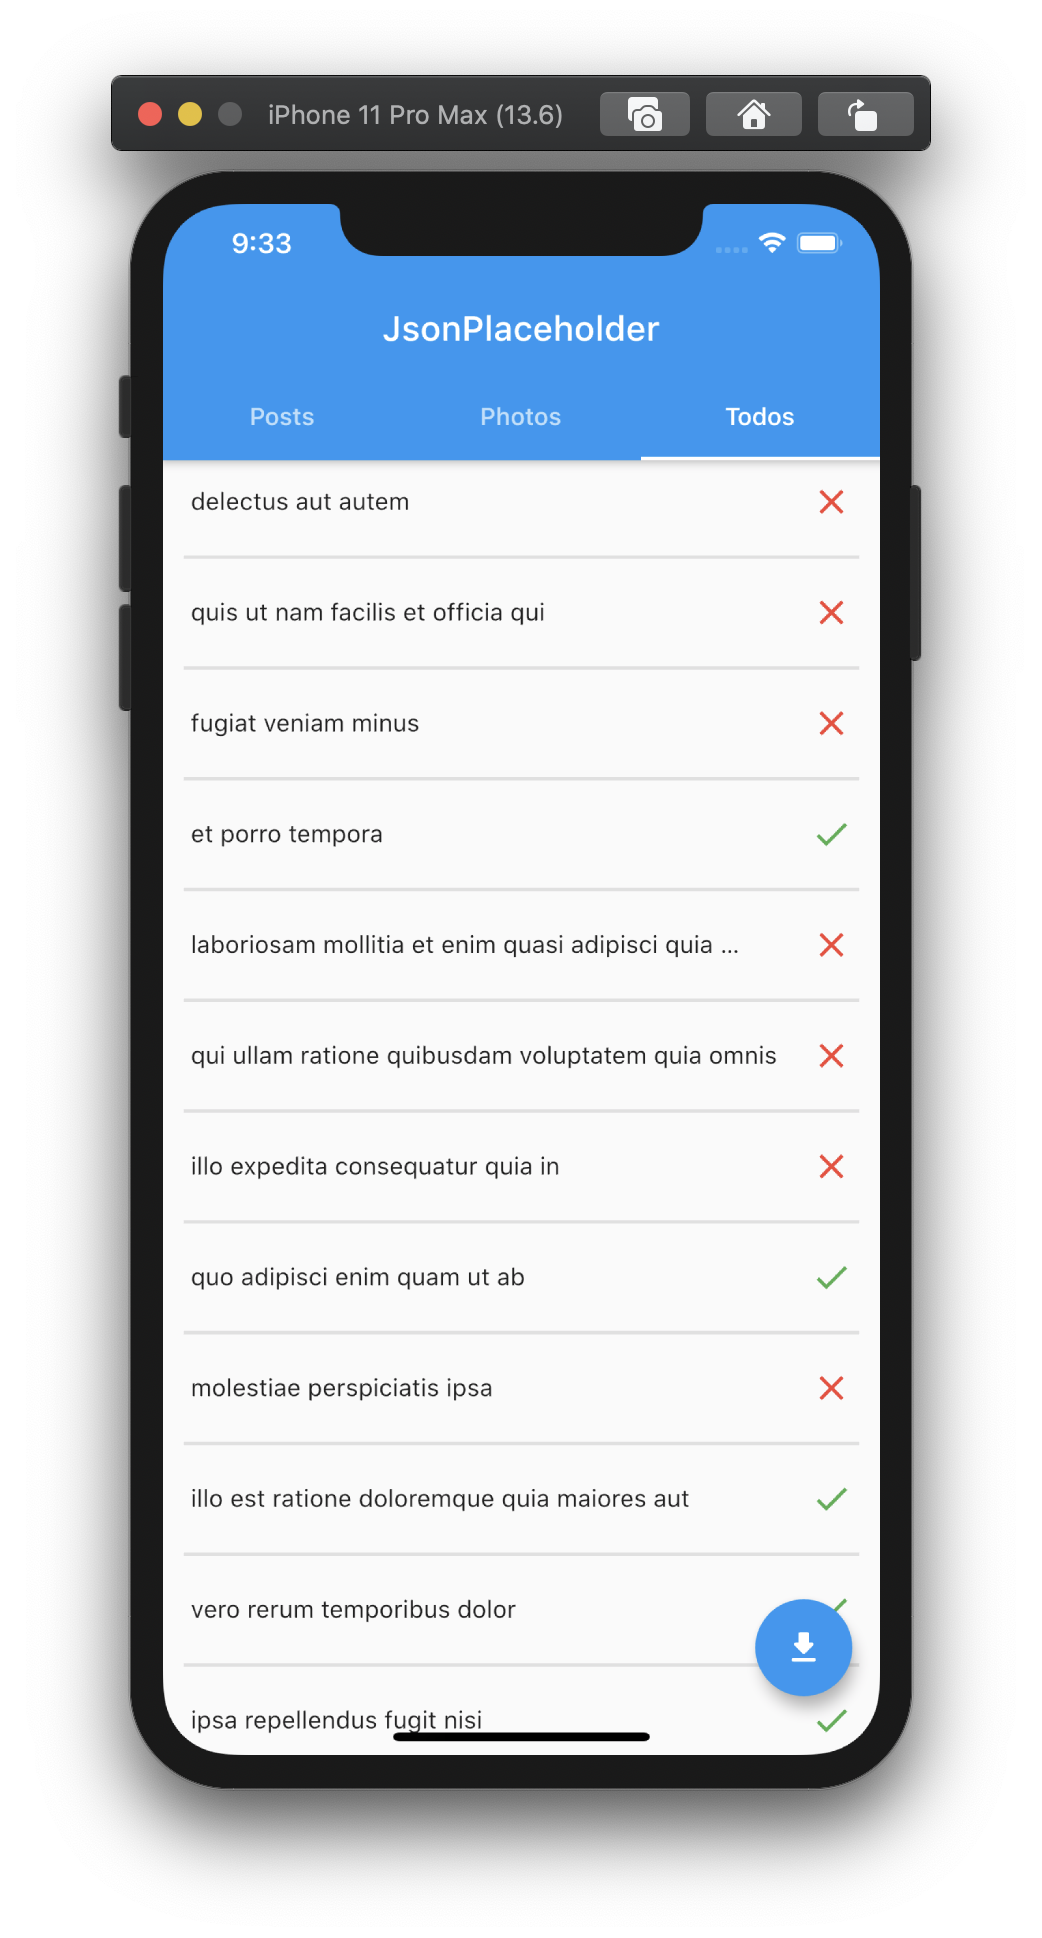 iPhone 11 Pro Max (13.6)
9:33
JsonPlaceholder
Posts Photos Todos
delectus aut autem
quis ut nam facilis et officia qui
fugiat veniam minus
et porro tempora
laboriosam mollitia et enim quasi adipisci quia ...
qui ullam ratione quibusdam voluptatem quia omnis
illo expedita consequatur quia in
quo adipisci enim quam ut ab
molestiae perspiciatis ipsa
illo est ratione doloremque quia maiores aut
vero rerum temporibus dolor
ipsa repellendus fugit nisi